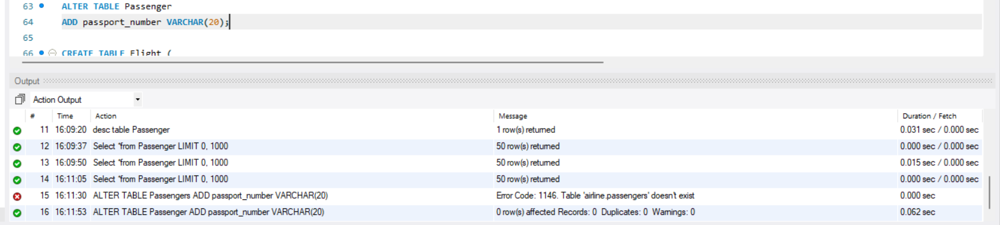 63 ALTER TABLE Passenger
64 ADD passport_number VARCHAR(20);
65
66 CREATE TABLE Flight (
Output
Action Output
# Time Action Message Duration / Fetch
11 16:09:20 desc table Passenger 1 row(s) returned 0.031 sec / 0.000 sec
12 16:09:37 Select *from Passenger LIMIT 0, 1000 50 row(s) returned 0.000 sec / 0.000 sec
13 16:09:50 Select *from Passenger LIMIT 0, 1000 50 row(s) returned 0.015 sec / 0.000 sec
14 16:11:05 Select *from Passenger LIMIT 0, 1000 50 row(s) returned 0.000 sec / 0.000 sec
15 16:11:30 ALTER TABLE Passengers ADD passport_number VARCHAR(20) Error Code: 1146. Table 'airline.passengers' doesn't exist 0.000 sec
16 16:11:53 ALTER TABLE Passenger ADD passport_number VARCHAR(20) 0 row(s) affected Records: 0 Duplicates: 0 Warnings: 0 0.062 sec